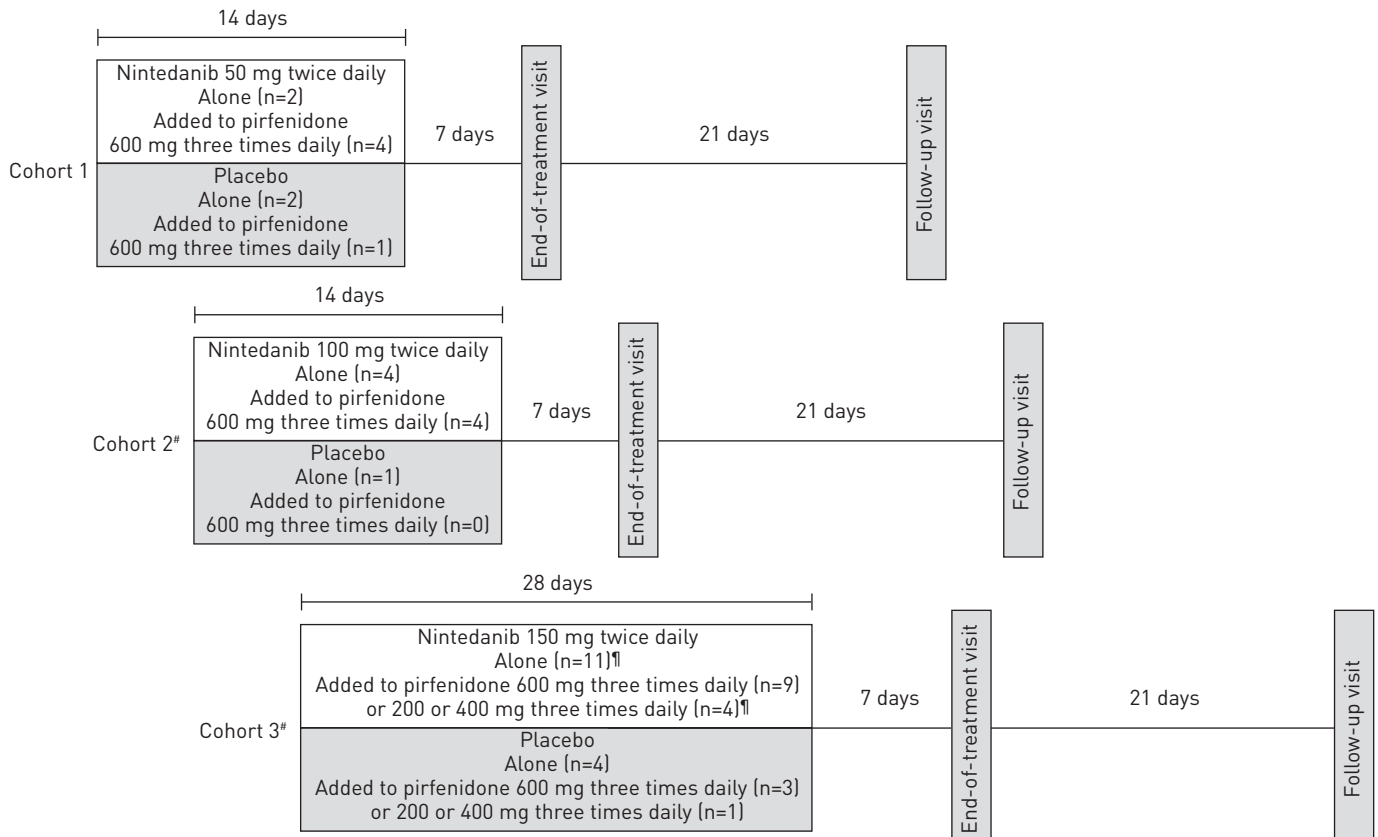 14 days
Nintedanib 50 mg twice daily
Alone (n=2)
Added to pirfenidone
600 mg three times daily (n=4)
Cohort 1
Placebo
Alone (n=2)
Added to pirfenidone
600 mg three times daily (n=1)
7 days
End-of-treatment visit
21 days
Follow-up visit
14 days
Nintedanib 100 mg twice daily
Alone (n=4)
Added to pirfenidone
600 mg three times daily (n=4)
Cohort 2#
Placebo
Alone (n=1)
Added to pirfenidone
600 mg three times daily (n=0)
7 days
End-of-treatment visit
21 days
Follow-up visit
28 days
Nintedanib 150 mg twice daily
Alone (n=11)¶
Added to pirfenidone 600 mg three times daily (n=9)
or 200 or 400 mg three times daily (n=4)¶
Cohort 3#
Placebo
Alone (n=4)
Added to pirfenidone 600 mg three times daily (n=3)
or 200 or 400 mg three times daily (n=1)
7 days
End-of-treatment visit
21 days
Follow-up visit